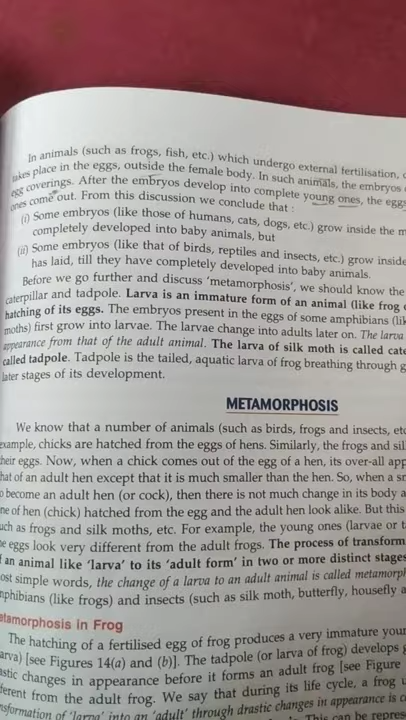 In animals (such as frogs, fish, etc.) which undergo external fertilisation,
takes place in the eggs, outside the female body. In such animals, the embryos
egg coverings. After the embryos develop into complete young ones, the eggs
ones come out. From this discussion we conclude that :
(i) Some embryos (like those of humans, cats, dogs, etc.) grow inside the
completely developed into baby animals, but
(ii) Some embryos (like that of birds, reptiles and insects, etc.) grow inside
has laid, till they have completely developed into baby animals.
Before we go further and discuss 'metamorphosis', we should know the
caterpillar and tadpole. Larva is an immature form of an animal (like frog
hatching of its eggs. The embryos present in the eggs of some amphibians
moths) first grow into larvae. The larvae change into adults later on. The larva
appearance from that of the adult animal. The larva of silk moth is called
called tadpole. Tadpole is the tailed, aquatic larva of frog breathing through
later stages of its development.
METAMORPHOSIS
We know that a number of animals (such as birds, frogs and insects,
example, chicks are hatched from the eggs of hens. Similarly, the frogs and
their eggs. Now, when a chick comes out of the egg of a hen, its over-all
that of an adult hen except that it is much smaller than the hen. So, when a
to become an adult hen (or cock), then there is not much change in its body
one of hen (chick) hatched from the egg and the adult hen look alike. But this
such as frogs and silk moths, etc. For example, the young ones (larvae or
eggs look very different from the adult frogs. The process of
an animal like 'larva' to its 'adult form' in two or more distinct stages
most simple words, the change of a larva to an adult animal is called
amphibians (like frogs) and insects (such as silk moth, butterfly, housefly
Metamorphosis in Frog
The hatching of a fertilised egg of frog produces a very immature
larva) [see Figures 14(a) and (b)]. The tadpole (or larva of frog) develops
drastic changes in appearance before it forms an adult frog [see Figure
different from the adult frog. We say that during its life cycle, a frog
transformation of 'larva' into an 'adult' through drastic changes in appearance is